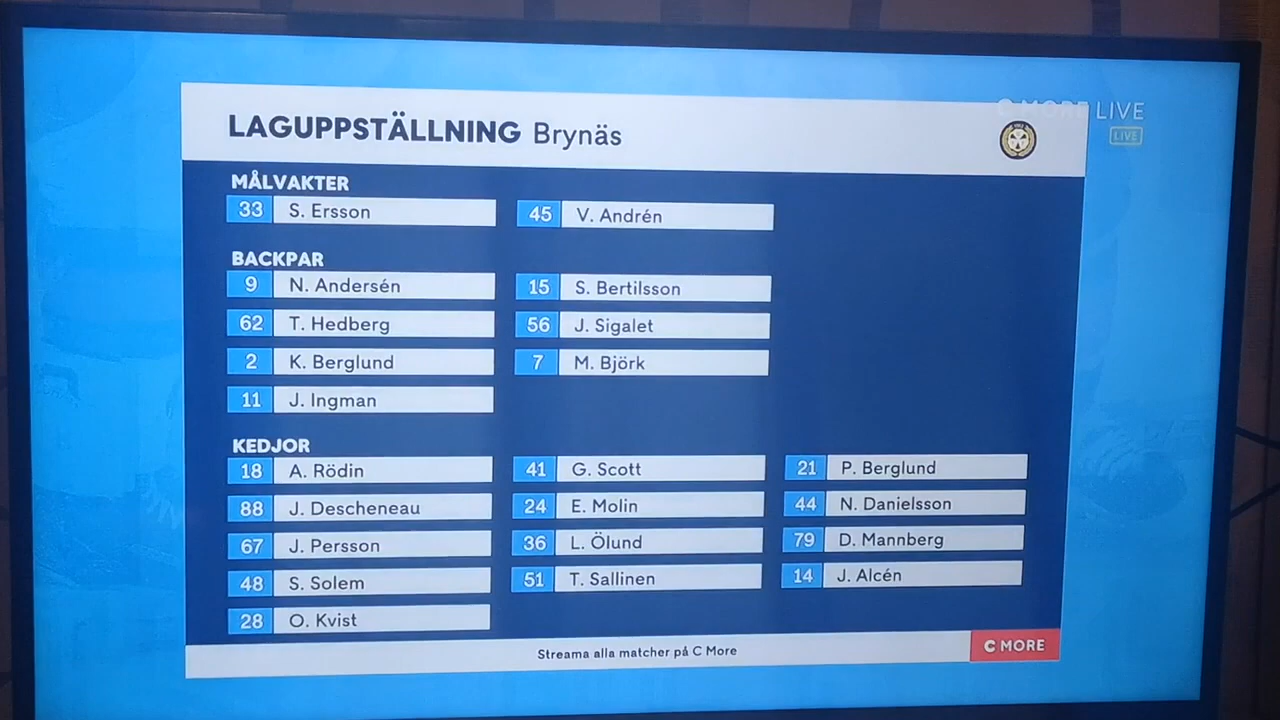 C MORE LIVE
LIVE
LAGUPPSTÄLLNING Brynäs
MÅLVAKTER
33 S. Ersson 45 V. Andrén
BACKPAR
9 N. Andersén 15 S. Bertilsson
62 T. Hedberg 56 J. Sigalet
2 K. Berglund 7 M. Björk
11 J. Ingman
KEDJOR
18 A. Rödin 41 G. Scott 21 P. Berglund
88 J. Descheneau 24 E. Molin 44 N. Danielsson
67 J. Persson 36 L. Ölund 79 D. Mannberg
48 S. Solem 51 T. Sallinen 14 J. Alcén
28 O. Kvist
Streama alla matcher på C More
C MORE